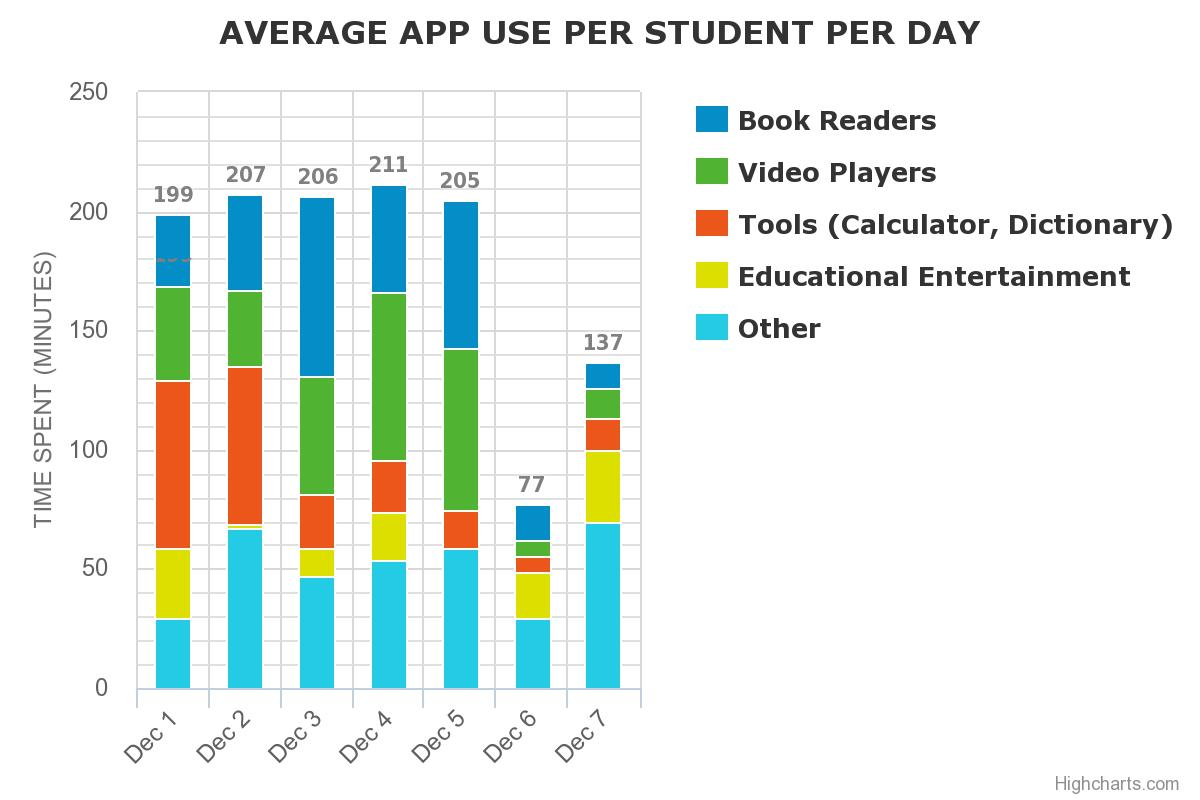 AVERAGE APP USE PER STUDENT PER DAY
TIME SPENT (MINUTES)
250
200
150
100
50
0
199
207
206
211
205
77
137
Dec 1
Dec 2
Dec 3
Dec 4
Dec 5
Dec 6
Dec 7
Book Readers
Video Players
Tools (Calculator, Dictionary)
Educational Entertainment
Other
Highcharts.com